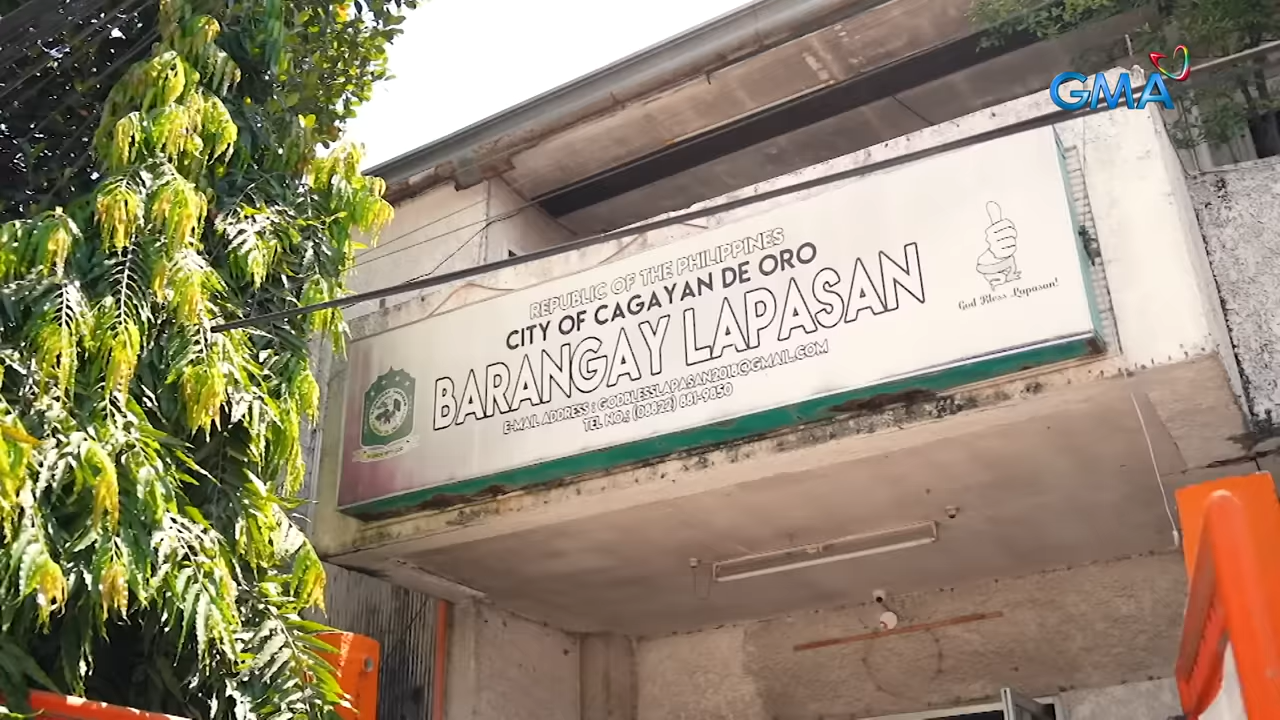 GMA
REPUBLIC OF THE PHILIPPINES
CITY OF CAGAYAN DE ORO
BARANGAY LAPASAN
E-MAIL ADDRESS : GODBLESSLAPASAN2018@GMAIL.COM
TEL NO.: (08822) 881-9850
God Bless Lapasan!